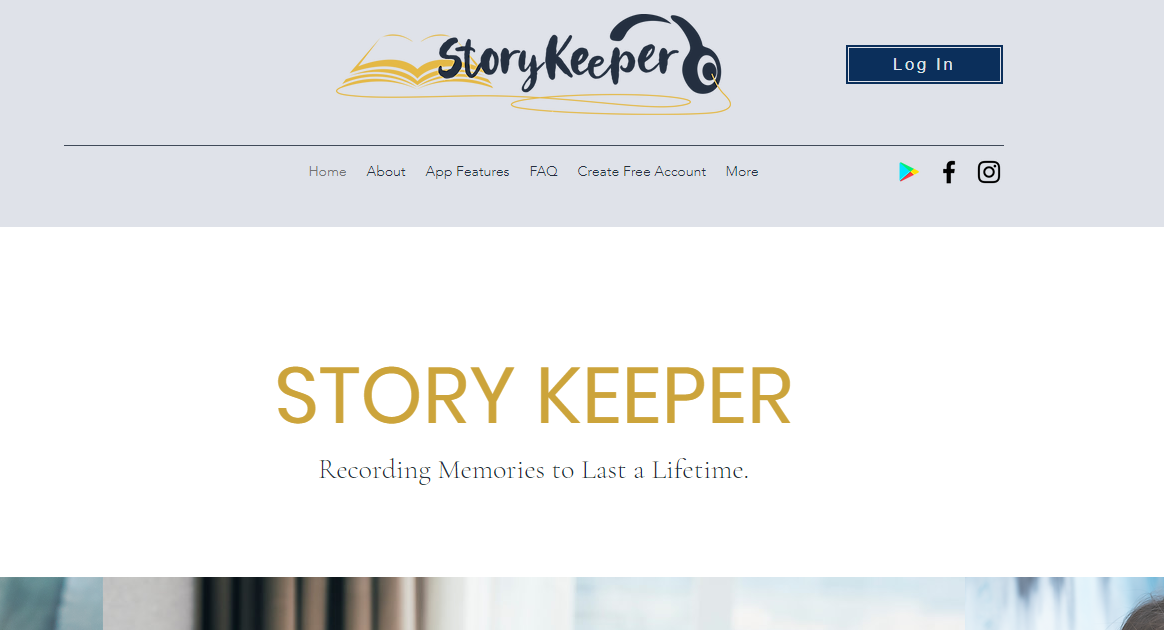 StoryKeeper
Log In
Home About App Features FAQ Create Free Account More
STORY KEEPER
Recording Memories to Last a Lifetime.